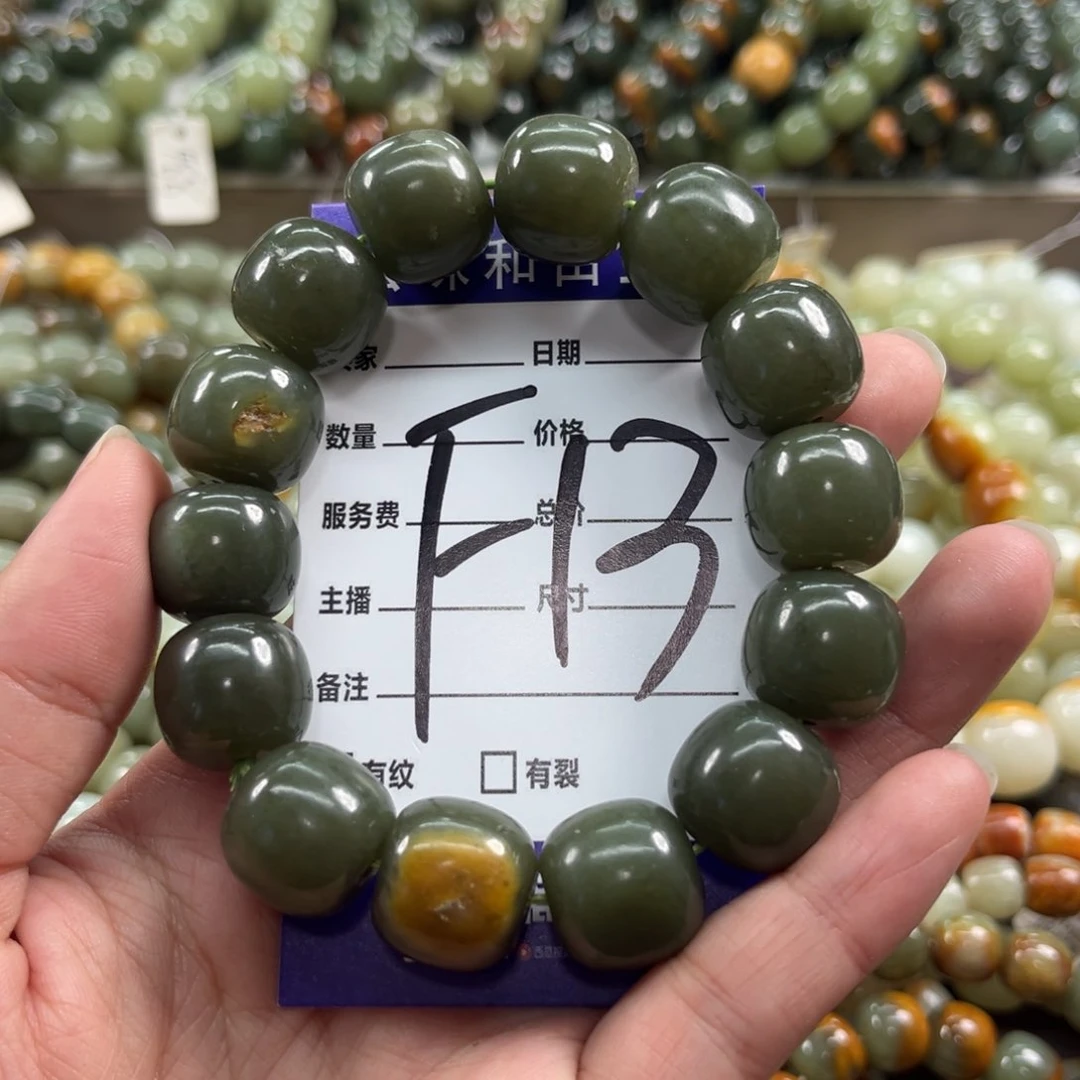 和田
家 日期
数量 价格
服务费 总价
主播 尺寸
备注
有纹 有裂
F13